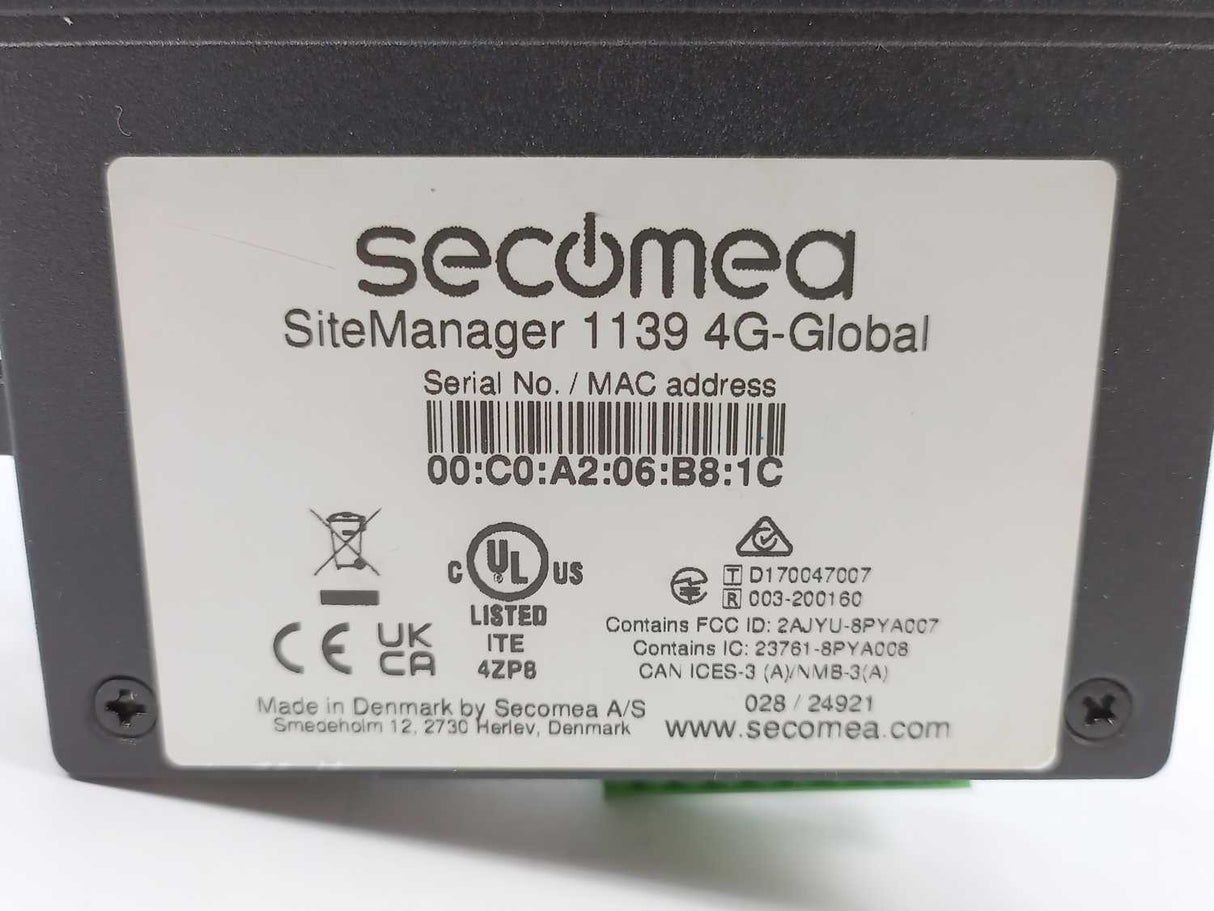 secomea
SiteManager 1139 4G-Global
Serial No. / MAC address
00:C0:A2:06:B8:1C
C UL US
LISTED
ITE
4ZP8
T D170047007
R 003-200160
Contains FCC ID: 2AJYU-8PYA007
Contains IC: 23761-8PYA008
CAN ICES-3 (A)/NMB-3(A)
CE
UK
CA
028 / 24921
Made in Denmark by Secomea A/S
Smedeholm 12, 2730 Herlev, Denmark
www.secomea.com